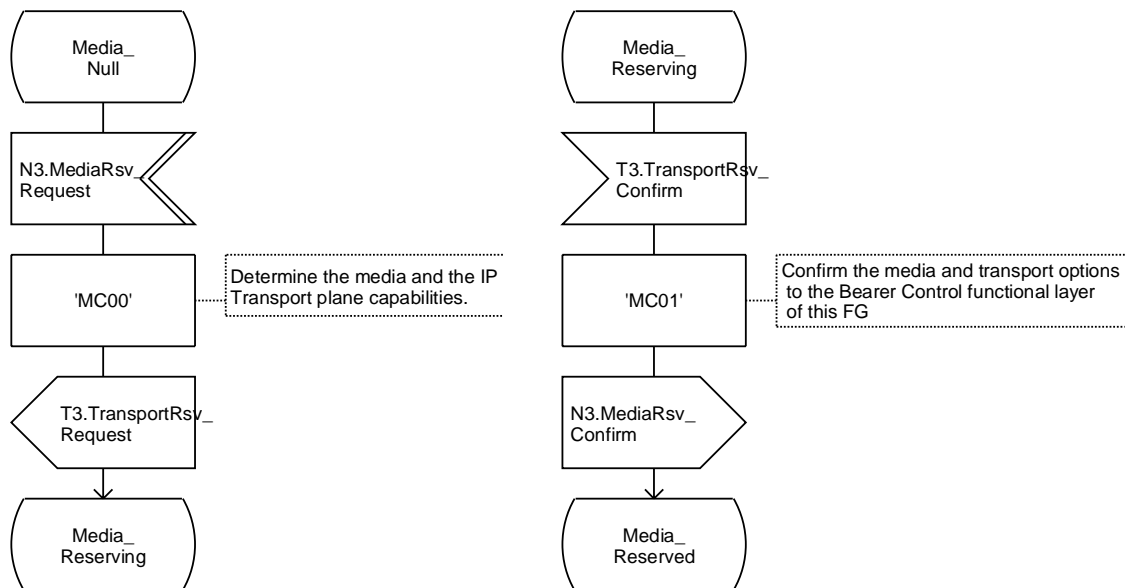 Media_
Null
N3.MediaRsv_
Request
'MC00'
Determine the media and the IP
Transport plane capabilities.
T3.TransportRsv_
Request
Media_
Reserving
Media_
Reserving
T3.TransportRsv_
Confirm
'MC01'
Confirm the media and transport options
to the Bearer Control functional layer
of this FG
N3.MediaRsv_
Confirm
Media_
Reserved